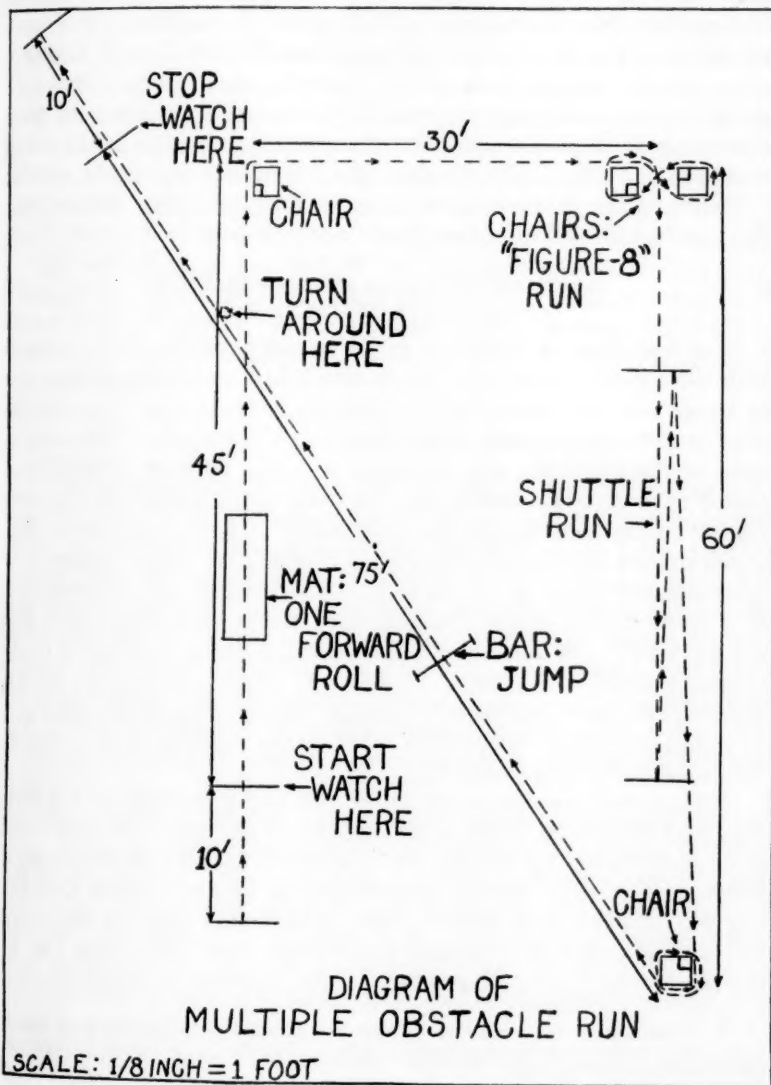 10'
STOP
WATCH
HERE
30'
CHAIR
CHAIRS:
"FIGURE-8"
RUN
TURN
AROUND
HERE
45'
SHUTTLE
RUN
60'
MAT:
ONE
FORWARD
ROLL
75'
BAR:
JUMP
START
WATCH
HERE
10'
CHAIR
DIAGRAM OF
MULTIPLE OBSTACLE RUN
SCALE: 1/8 INCH = 1 FOOT